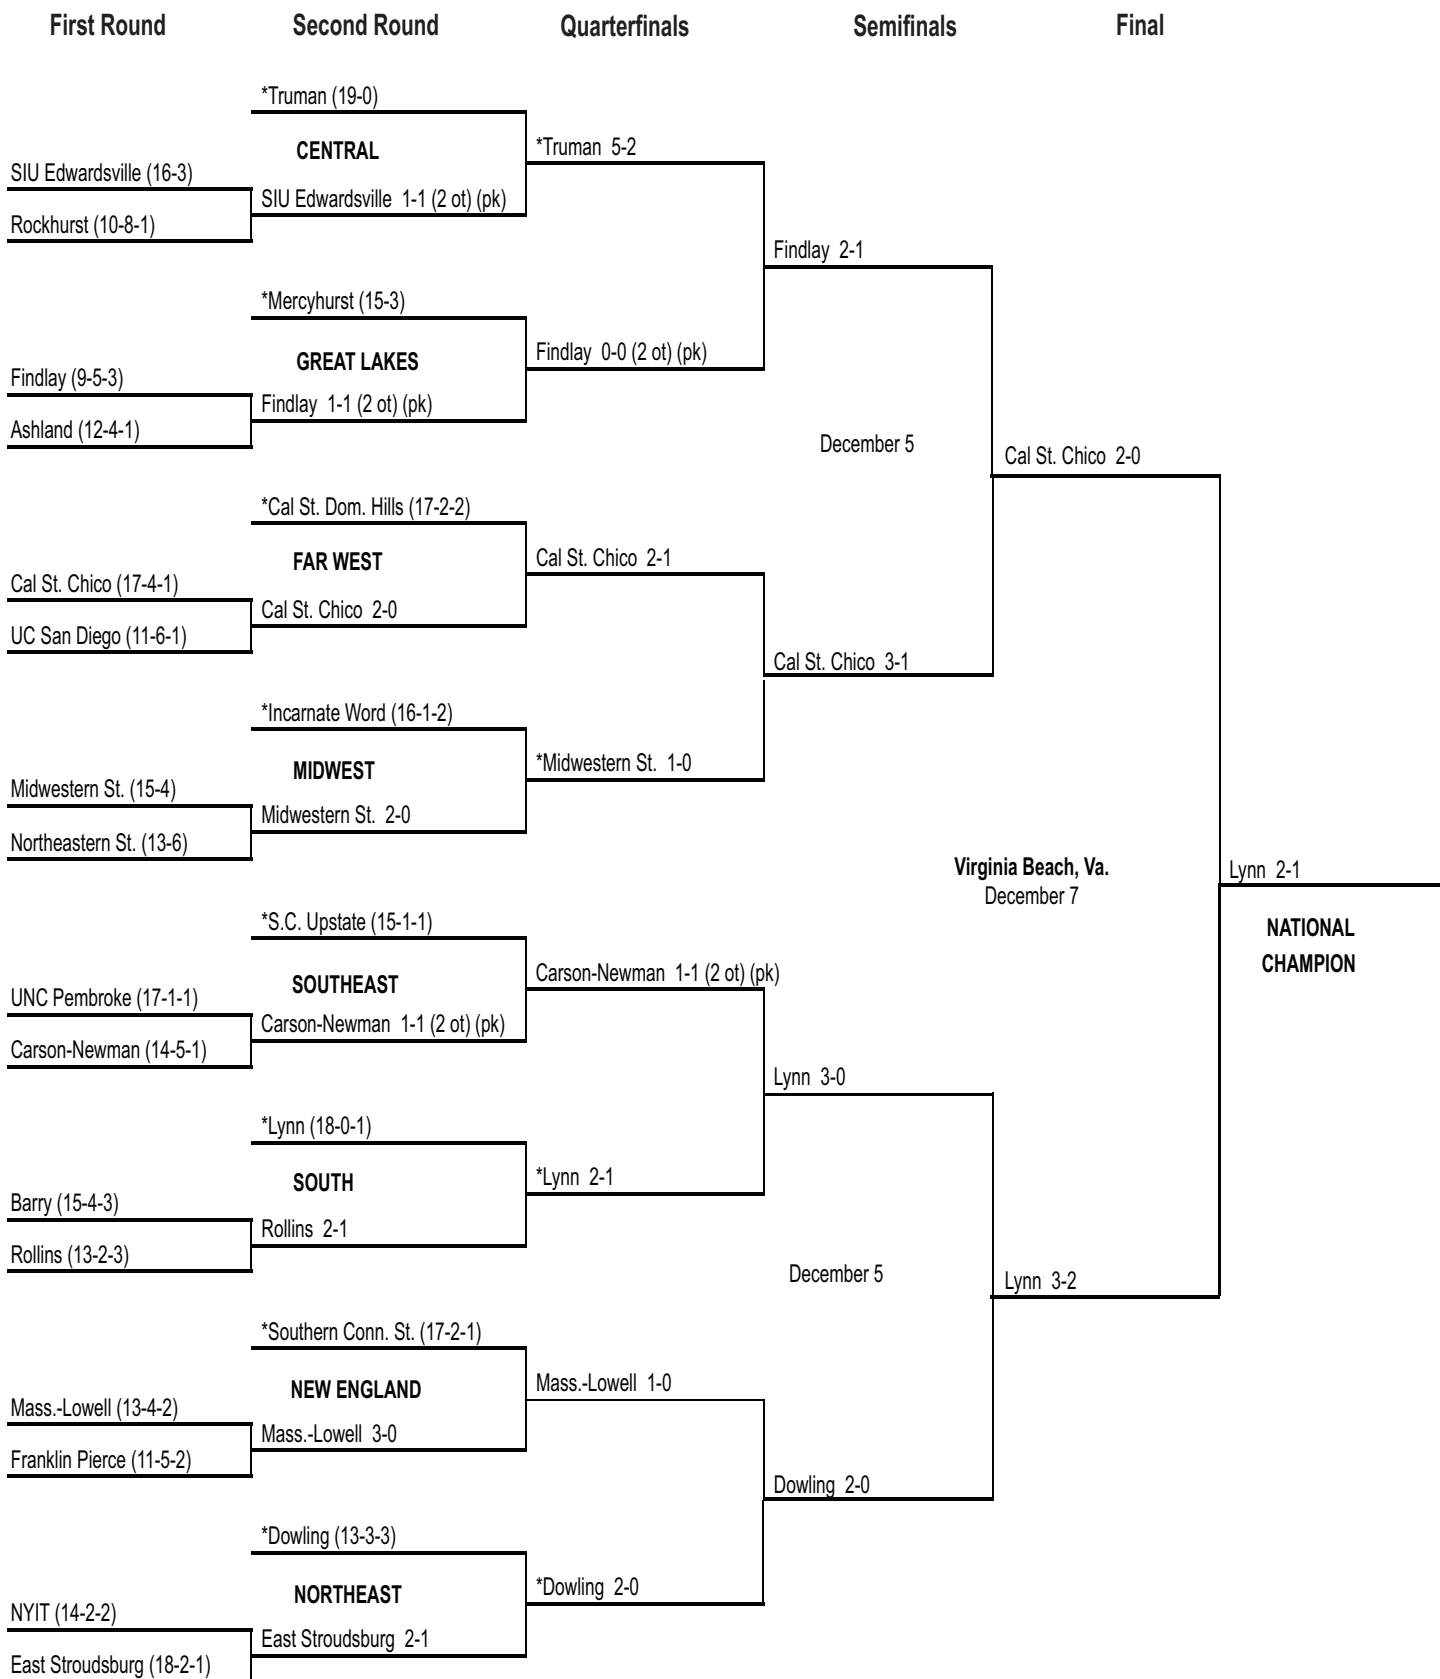 First Round
Second Round
Quarterfinals
Semifinals
Final
*Truman (19-0)
CENTRAL
*Truman 5-2
SIU Edwardsville (16-3)
SIU Edwardsville 1-1 (2 ot) (pk)
Rockhurst (10-8-1)
Findlay 2-1
*Mercyhurst (15-3)
GREAT LAKES
Findlay 0-0 (2 ot) (pk)
Findlay (9-5-3)
Findlay 1-1 (2 ot) (pk)
Ashland (12-4-1)
December 5
Cal St. Chico 2-0
*Cal St. Dom. Hills (17-2-2)
FAR WEST
Cal St. Chico 2-1
Cal St. Chico (17-4-1)
Cal St. Chico 2-0
UC San Diego (11-6-1)
Cal St. Chico 3-1
*Incarnate Word (16-1-2)
MIDWEST
*Midwestern St. 1-0
Midwestern St. (15-4)
Midwestern St. 2-0
Northeastern St. (13-6)
Virginia Beach, Va.
December 7
Lynn 2-1
NATIONAL
CHAMPION
*S.C. Upstate (15-1-1)
SOUTHEAST
Carson-Newman 1-1 (2 ot) (pk)
UNC Pembroke (17-1-1)
Carson-Newman 1-1 (2 ot) (pk)
Carson-Newman (14-5-1)
Lynn 3-0
*Lynn (18-0-1)
SOUTH
*Lynn 2-1
Barry (15-4-3)
Rollins 2-1
Rollins (13-2-3)
December 5
Lynn 3-2
*Southern Conn. St. (17-2-1)
NEW ENGLAND
Mass.-Lowell 1-0
Mass.-Lowell (13-4-2)
Mass.-Lowell 3-0
Franklin Pierce (11-5-2)
Dowling 2-0
*Dowling (13-3-3)
NORTHEAST
*Dowling 2-0
NYIT (14-2-2)
East Stroudsburg 2-1
East Stroudsburg (18-2-1)